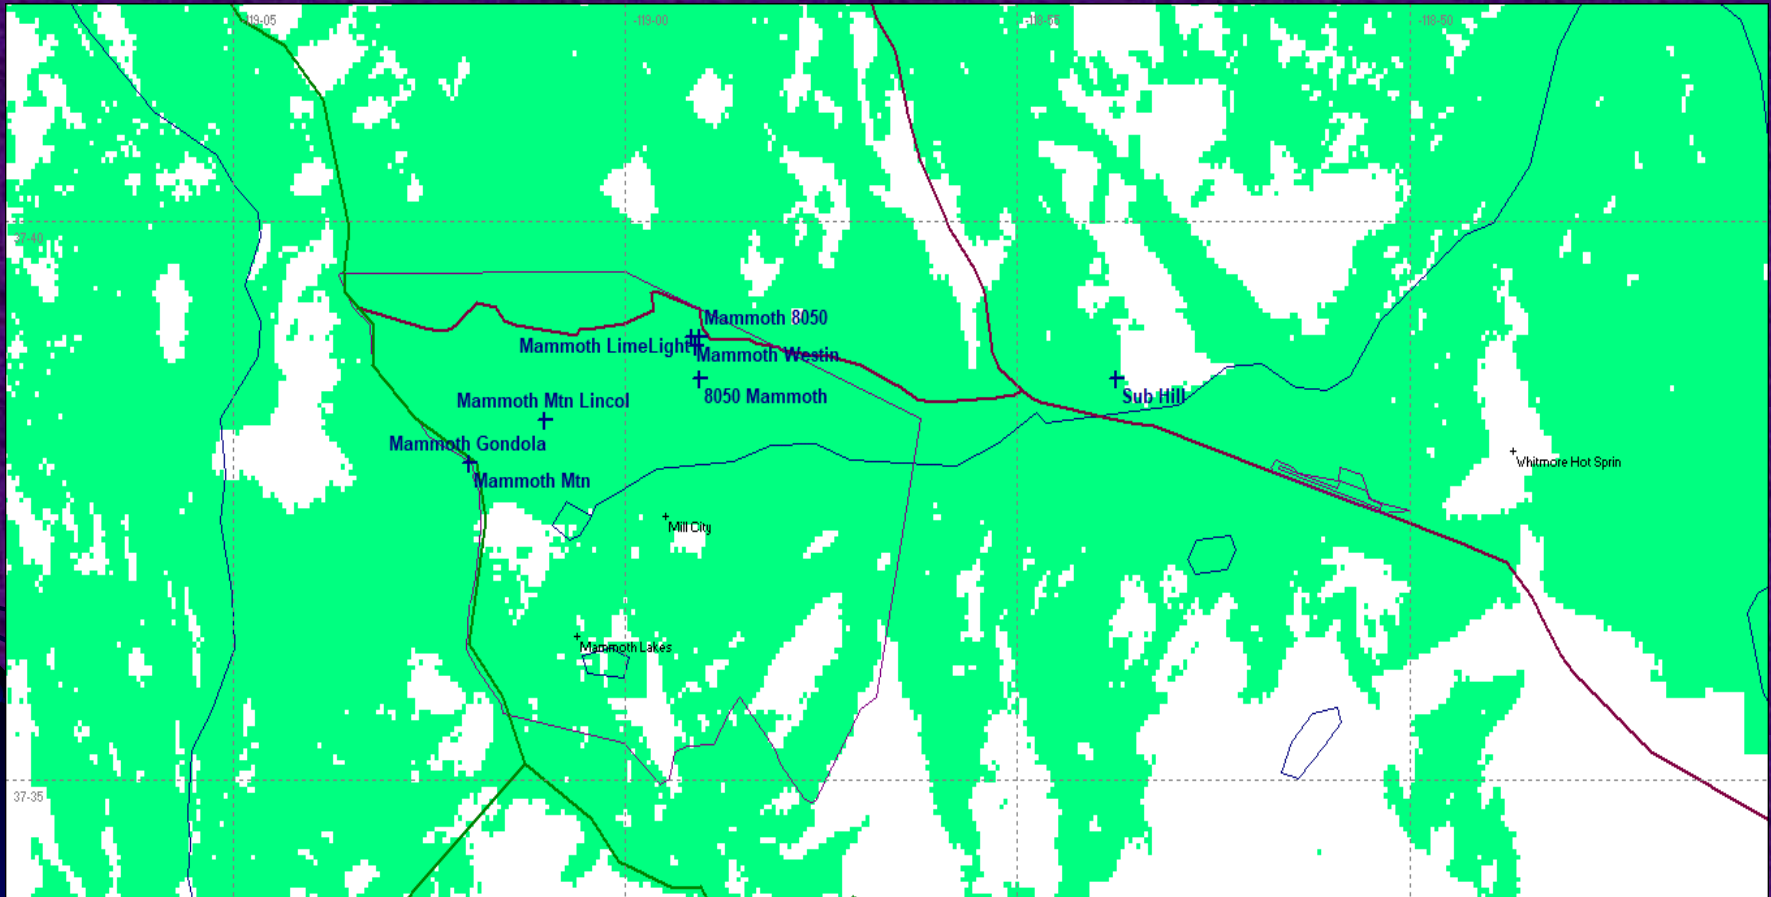 -119-05
-119-00
-118-55
-118-50
37-40
Mammoth 8050
Mammoth LimeLight
Mammoth Westin
8050 Mammoth
Sub Hill
Mammoth Mtn Lincol
Mammoth Gondola
Mammoth Mtn
Whitmore Hot Sprin
Mill City
Mammoth Lakes
37-35